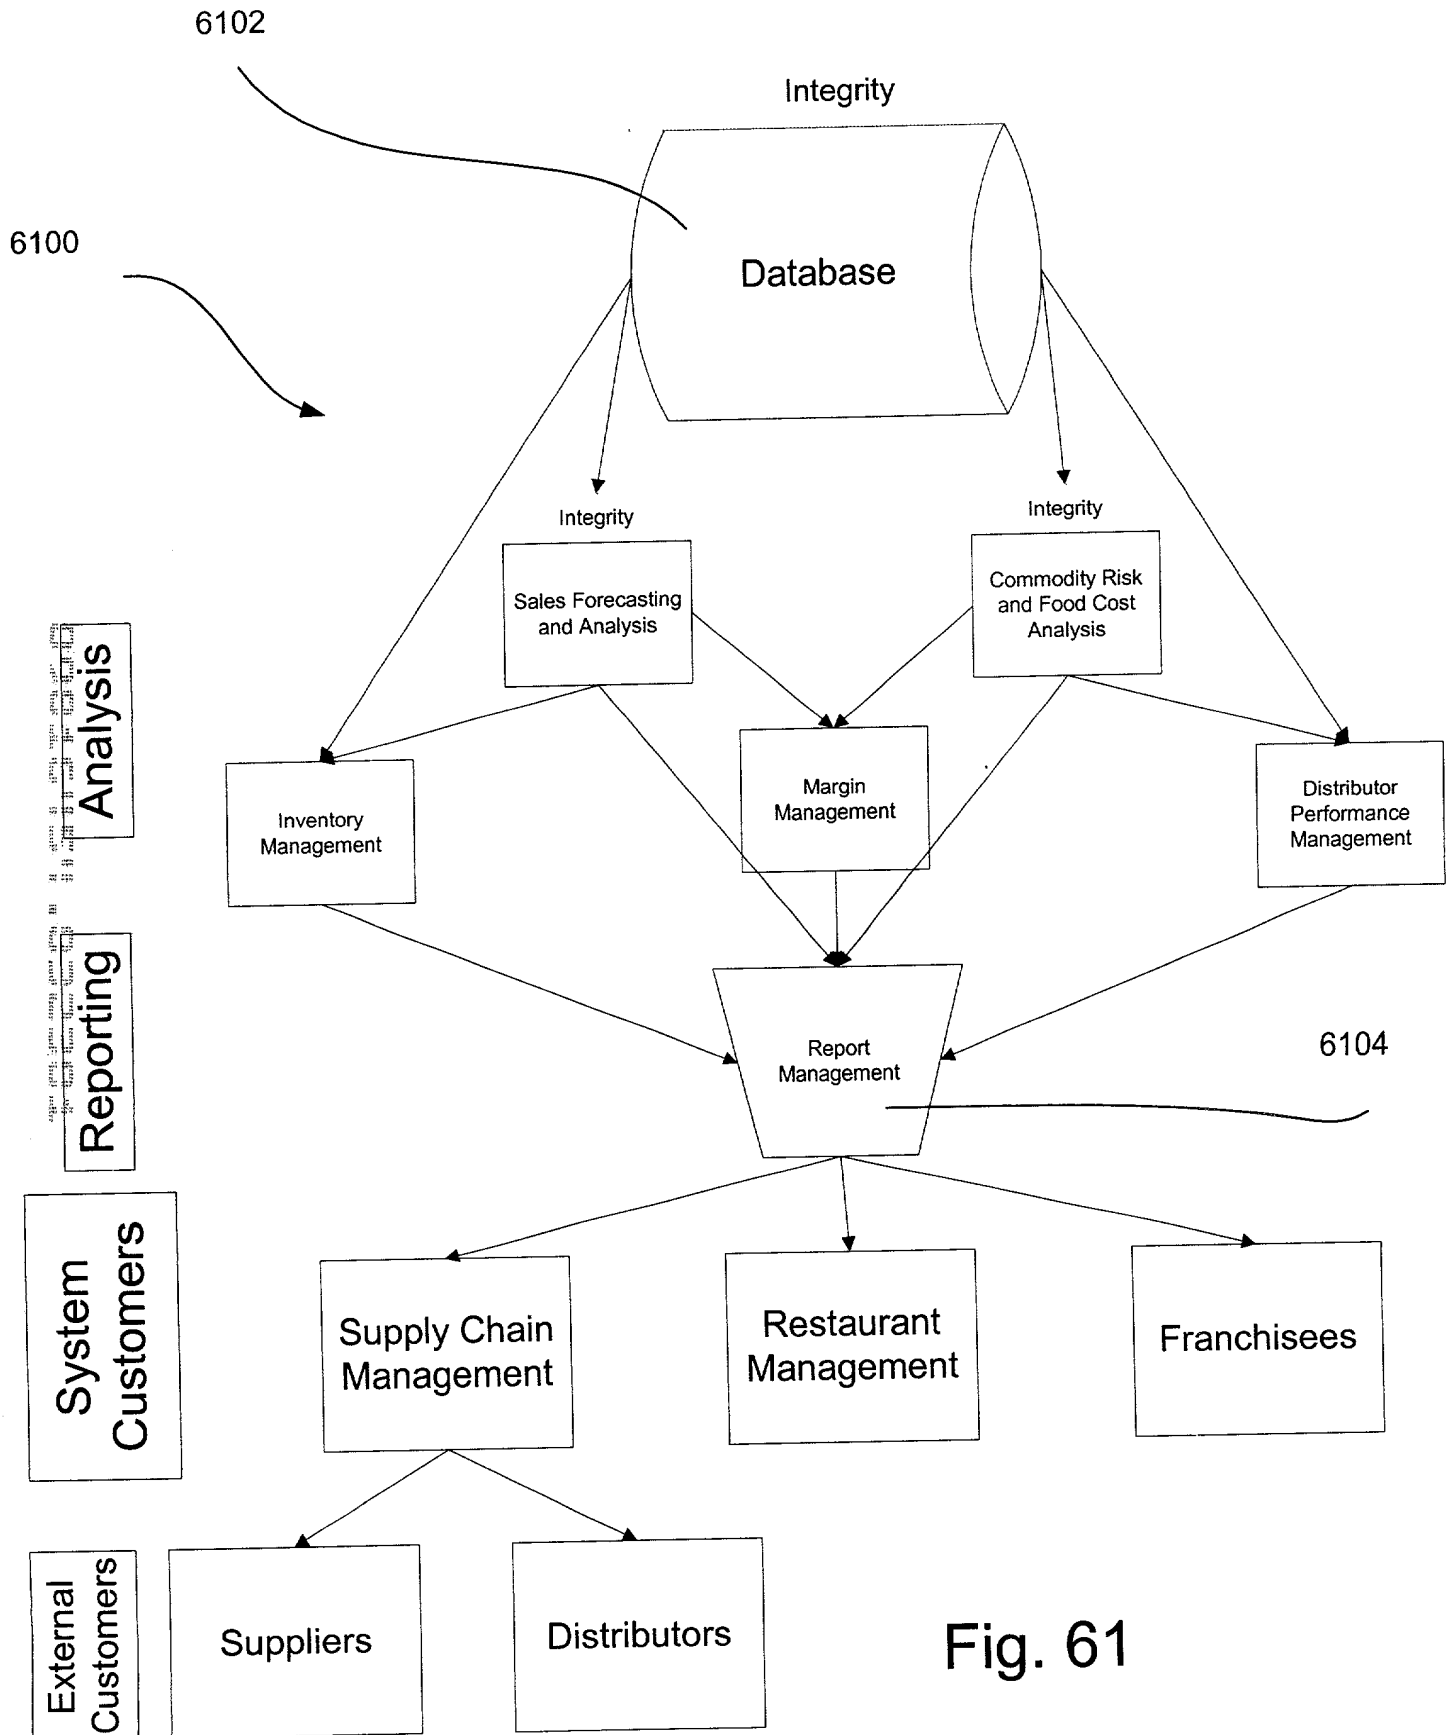 6102
Integrity
6100
Database
Integrity
Integrity
Sales Forecasting
and Analysis
Commodity Risk
and Food Cost
Analysis
Analysis
Inventory
Management
Margin
Management
Distributor
Performance
Management
Reporting
Report
Management
6104
System
Customers
Supply Chain
Management
Restaurant
Management
Franchisees
External
Customers
Suppliers
Distributors
Fig. 61